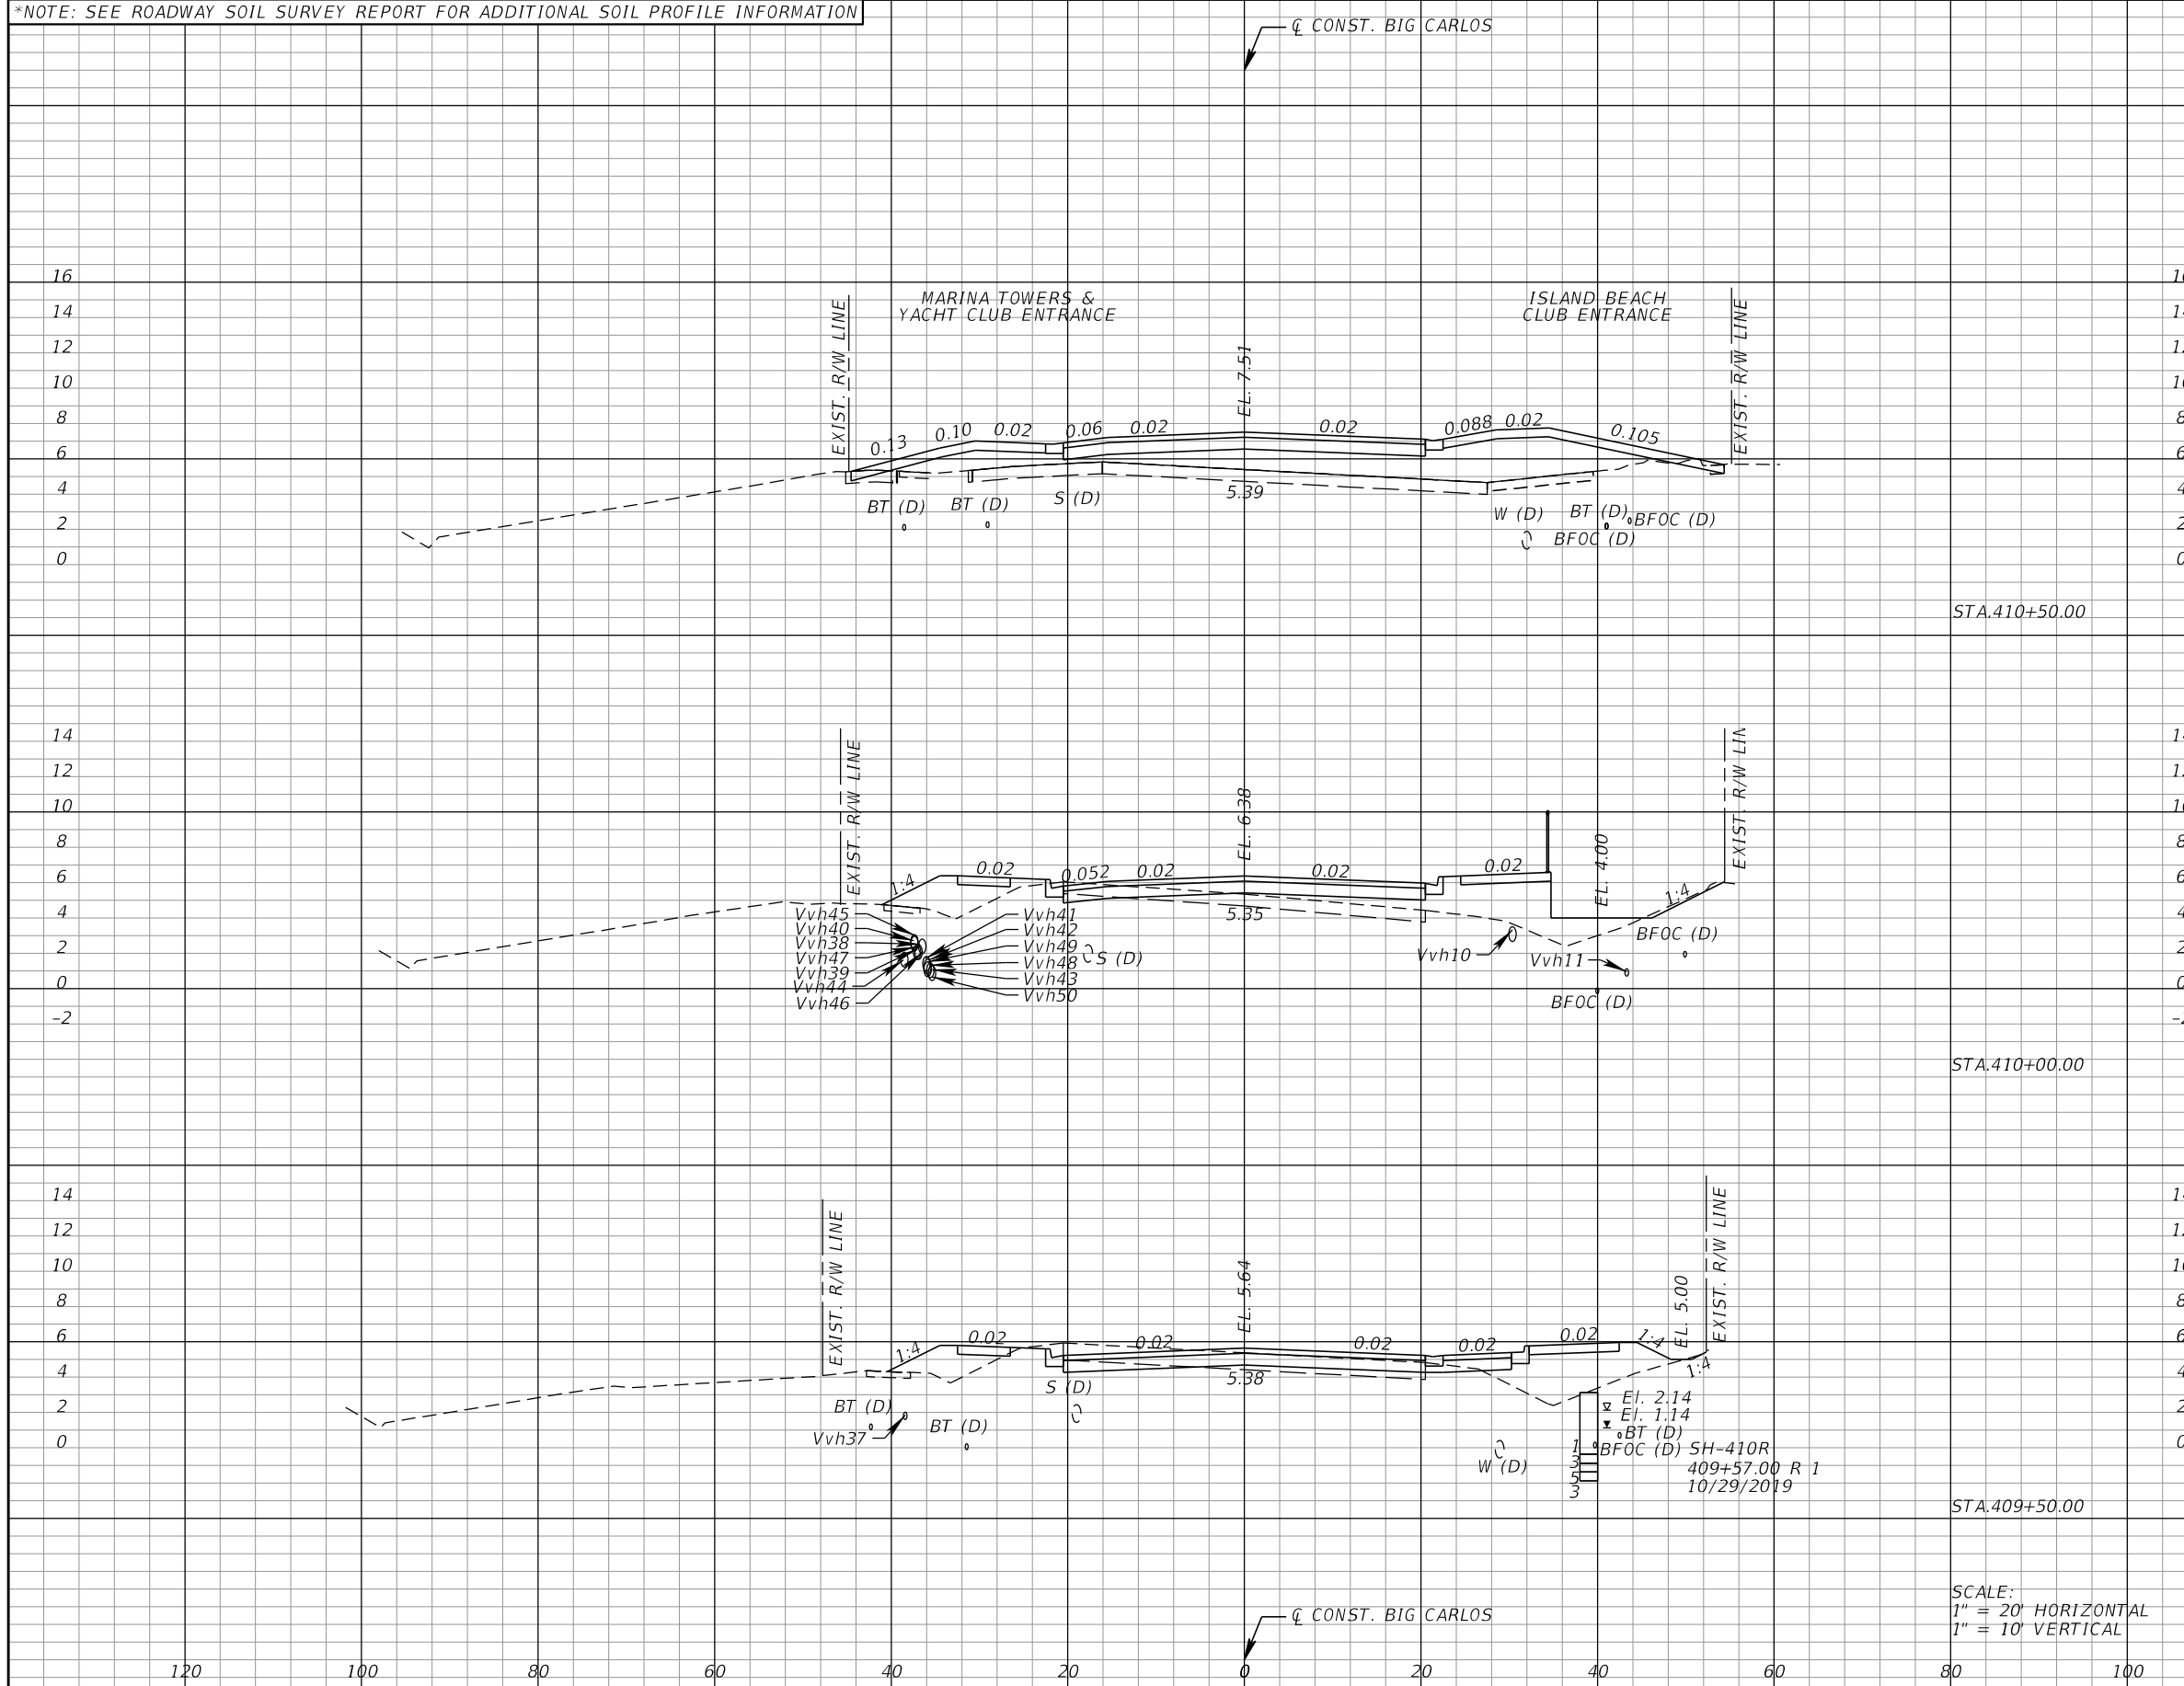 *NOTE: SEE ROADWAY SOIL SURVEY REPORT FOR ADDITIONAL SOIL PROFILE INFORMATION
℄ CONST. BIG CARLOS
16
14
12
10
8
6
4
2
0
EXIST. R/W LINE
MARINA TOWERS &
YACHT CLUB ENTRANCE
EL. 7.51
ISLAND BEACH
CLUB ENTRANCE
EXIST. R/W LINE
0.13
0.10
0.02
0.06
0.02
0.02
0.088
0.02
0.105
BT (D)
BT (D)
S (D)
5.39
W (D)
BT (D)
BFOC (D)
BFOC (D)
STA.410+50.00
14
12
10
8
6
4
2
0
-2
EXIST. R/W LINE
EL. 6.38
EL. 4.00
EXIST. R/W LIN
1:4
0.02
0.052
0.02
0.02
0.02
1:4
Vvh45
Vvh40
Vvh38
Vvh47
Vvh39
Vvh44
Vvh46
Vvh41
Vvh42
Vvh49
Vvh48
Vvh43
Vvh50
S (D)
5.35
Vvh10
Vvh11
BFOC (D)
BFOC (D)
STA.410+00.00
14
12
10
8
6
4
2
0
EXIST. R/W LINE
EL. 5.64
EL. 5.00
EXIST. R/W LINE
1:4
0.02
0.02
0.02
0.02
0.02
1:4
1:4
BT (D)
Vvh37
BT (D)
S (D)
5.38
W (D)
El. 2.14
El. 1.14
BT (D)
BFOC (D)
SH-410R
409+57.00 R 1
10/29/2019
1
3
5
3
STA.409+50.00
℄ CONST. BIG CARLOS
SCALE:
1" = 20' HORIZONTAL
1" = 10' VERTICAL
120 100 80 60 40 20 0 20 40 60 80 100